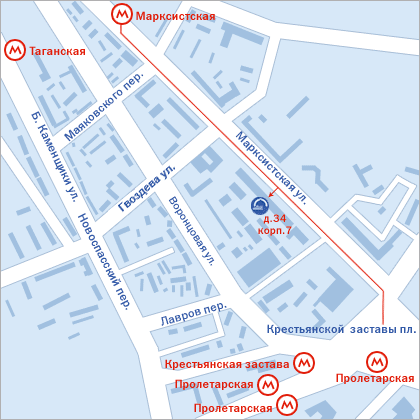 М Марксистская
М Таганская
Маяковского пер.
Б. Каменщики ул.
Марксистская ул.
Гвоздева ул.
Воронцовая ул.
д.34
корп.7
Новоспасский пер.
Лавров пер.
Крестьянской заставы пл.
Крестьянская застава М
М
Пролетарская
Пролетарская М
Пролетарская М